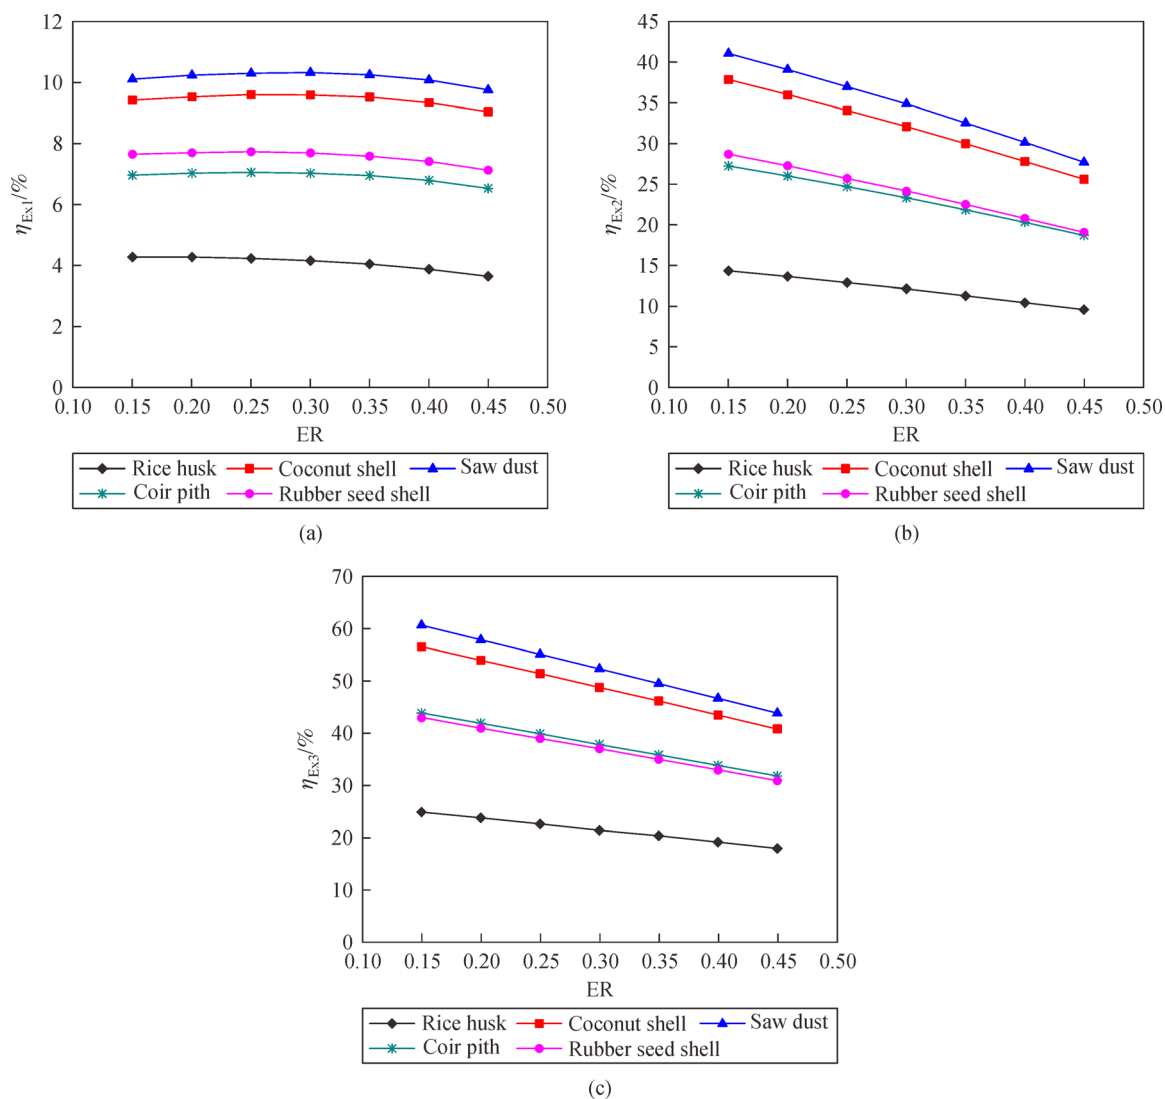 12
10
8
6
4
2
0
η_Ex1/%
0.10 0.15 0.20 0.25 0.30 0.35 0.40 0.45 0.50
ER
Rice husk Coconut shell Saw dust
Coir pith Rubber seed shell
(a)
45
40
35
30
25
20
15
10
5
0
η_Ex2/%
0.10 0.15 0.20 0.25 0.30 0.35 0.40 0.45 0.50
ER
Rice husk Coconut shell Saw dust
Coir pith Rubber seed shell
(b)
70
60
50
40
30
20
10
0
η_Ex3/%
0.10 0.15 0.20 0.25 0.30 0.35 0.40 0.45 0.50
ER
Rice husk Coconut shell Saw dust
Coir pith Rubber seed shell
(c)